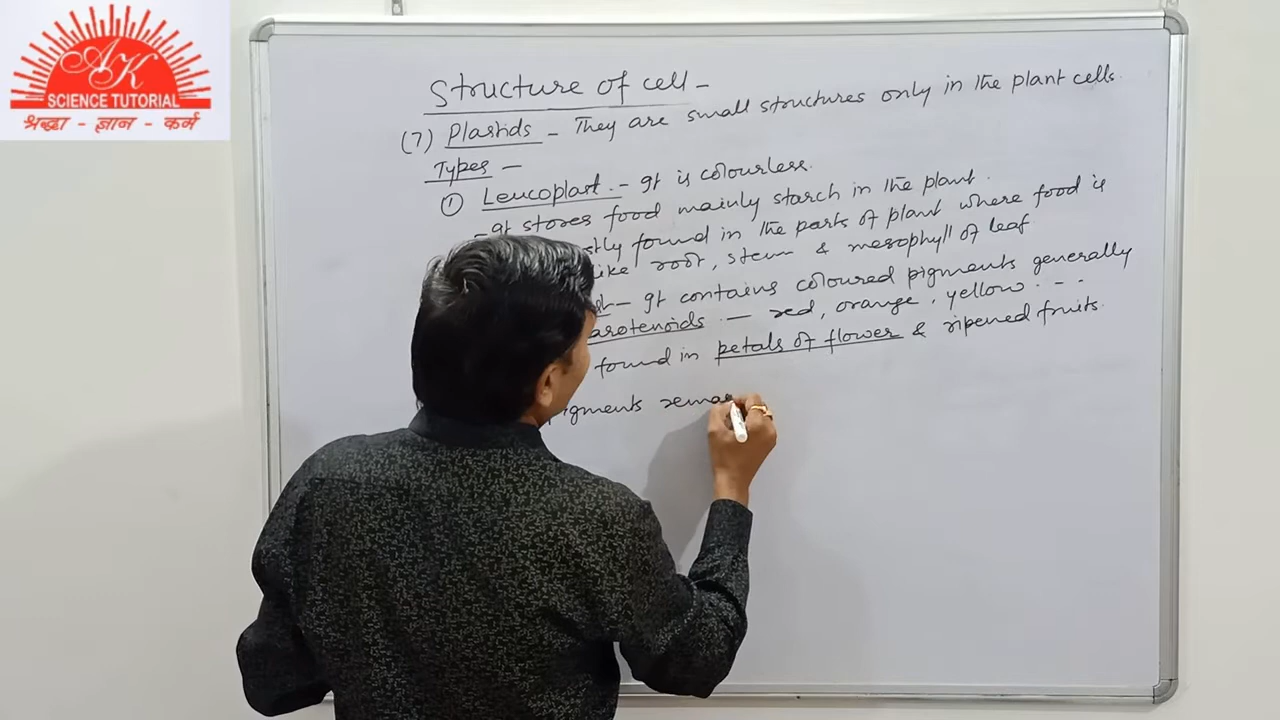 AK
SCIENCE TUTORIAL
श्रद्धा - ज्ञान - कर्म
Structure of cell -
(7) Plastids - They are small structures only in the plant cells.
Types -
① Leucoplast - It is colourless.
- It stores food mainly starch in the plant.
found in the parts of plant where food is
like root, stem & mesophyll of leaf
- It contains coloured pigments generally
carotenoids - red, orange, yellow . - -
found in petals of flower & ripened fruits.
pigments